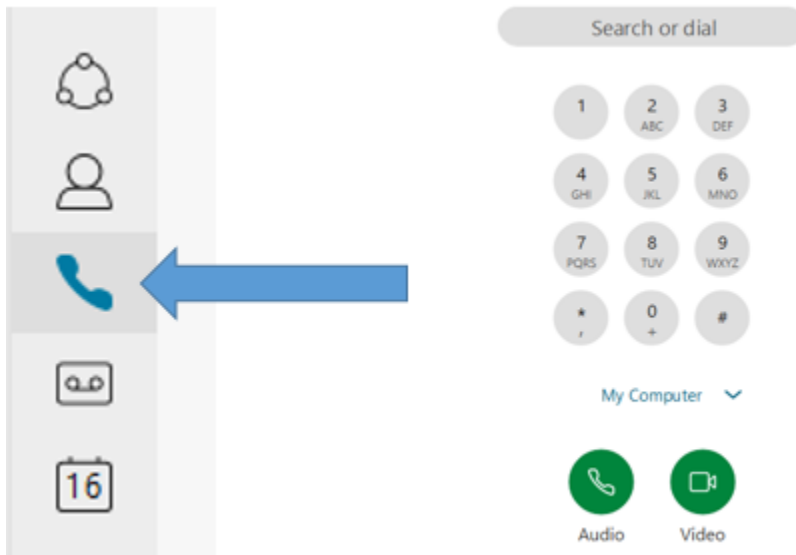 Search or dial
1 2 3
ABC DEF
4 5 6
GHI JKL MNO
7 8 9
PQRS TUV WXYZ
* 0 #
, +
My Computer
16
Audio Video